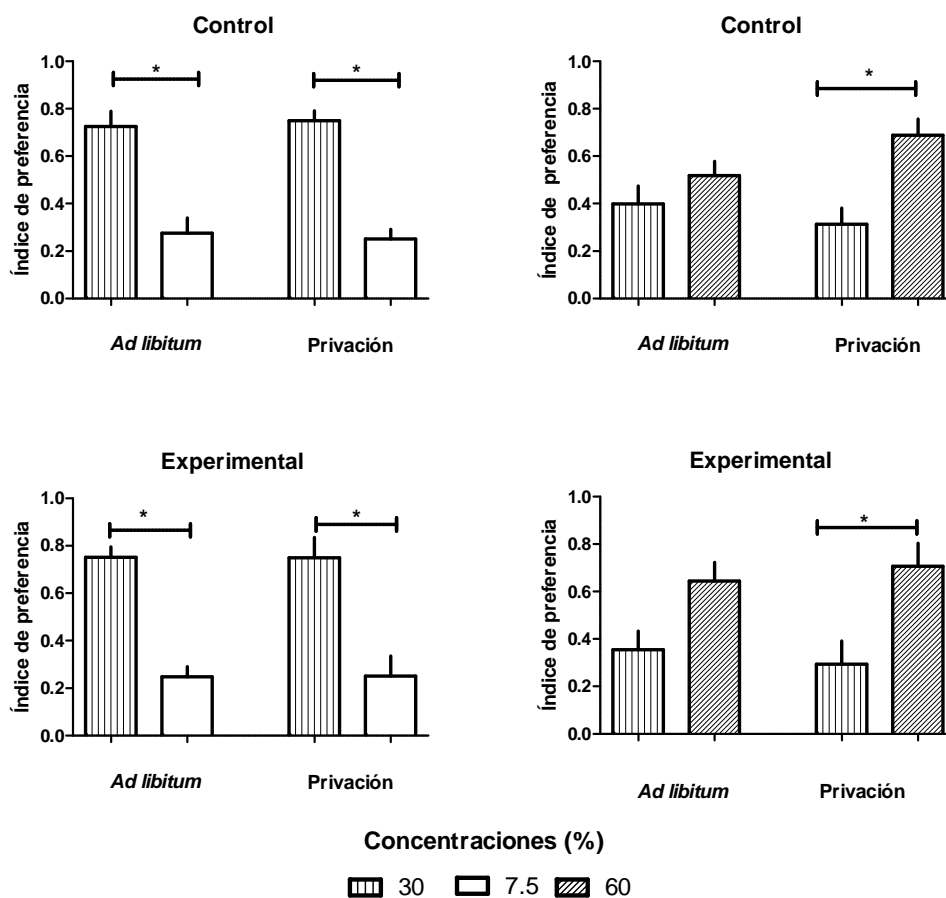 Control
Índice de preferencia
1.0
0.8
0.6
0.4
0.2
0.0
*
*
Ad libitum
Privación
Control
Índice de preferencia
1.0
0.8
0.6
0.4
0.2
0.0
*
Ad libitum
Privación
Experimental
Índice de preferencia
1.0
0.8
0.6
0.4
0.2
0.0
*
*
Ad libitum
Privación
Experimental
Índice de preferencia
1.0
0.8
0.6
0.4
0.2
0.0
*
Ad libitum
Privación
Concentraciones (%)
30 7.5 60